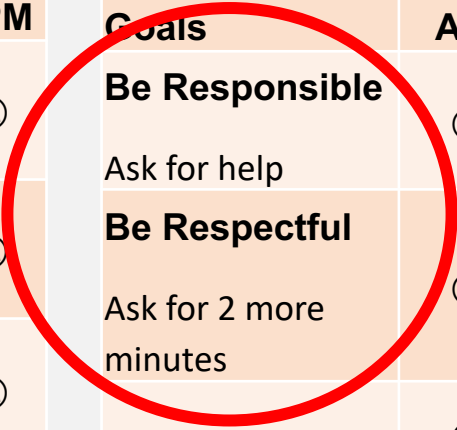 M
Goals
A
Be Responsible
Ask for help
Be Respectful
Ask for 2 more
minutes